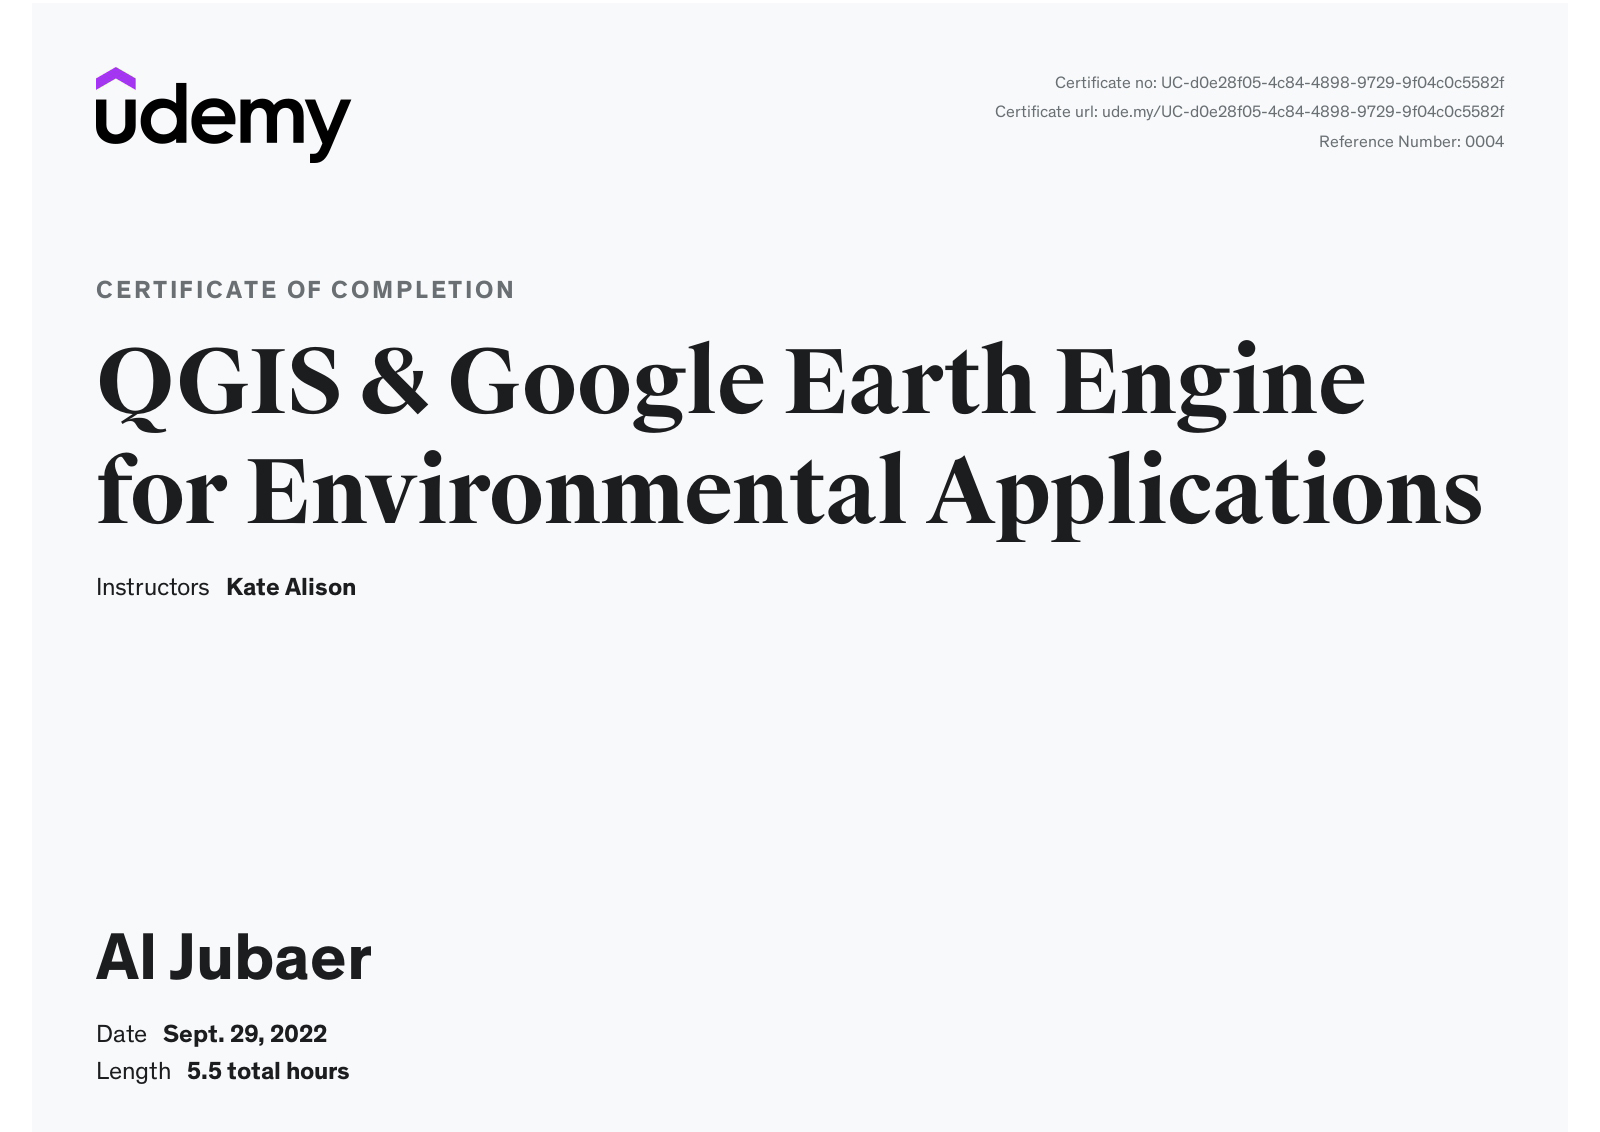 udemy
Certificate no: UC-d0e28f05-4c84-4898-9729-9f04c0c5582f
Certificate url: ude.my/UC-d0e28f05-4c84-4898-9729-9f04c0c5582f
Reference Number: 0004
CERTIFICATE OF COMPLETION
QGIS & Google Earth Engine
for Environmental Applications
Instructors Kate Alison
Al Jubaer
Date Sept. 29, 2022
Length 5.5 total hours